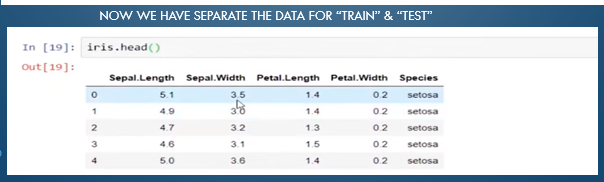 NOW WE HAVE SEPARATE THE DATA FOR “TRAIN” & “TEST”
In [19]: iris.head()
Out[19]:
Sepal.Length Sepal.Width Petal.Length Petal.Width Species
0 5.1 3.5 1.4 0.2 setosa
1 4.9 3.0 1.4 0.2 setosa
2 4.7 3.2 1.3 0.2 setosa
3 4.6 3.1 1.5 0.2 setosa
4 5.0 3.6 1.4 0.2 setosa